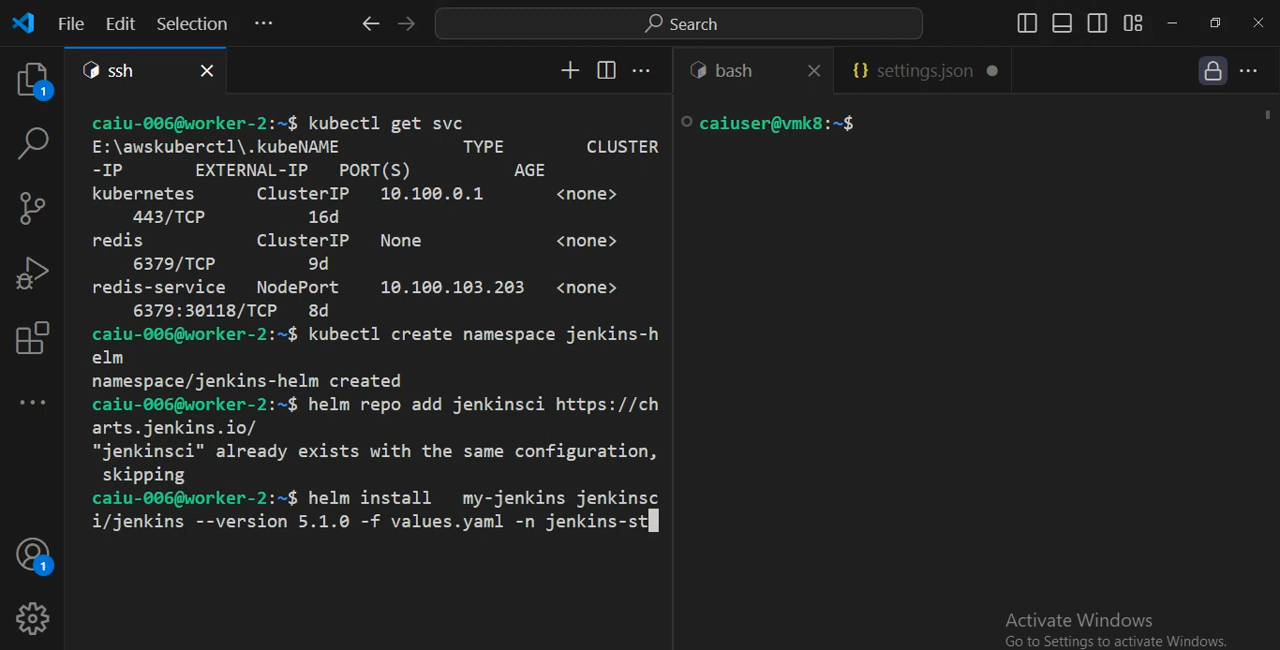 File Edit Selection ··· Search
ssh
caiu-006@worker-2:~$ kubectl get svc
E:\awskuberctl\.kubeNAME TYPE CLUSTER
-IP EXTERNAL-IP PORT(S) AGE
kubernetes ClusterIP 10.100.0.1 <none>
443/TCP 16d
redis ClusterIP None <none>
6379/TCP 9d
redis-service NodePort 10.100.103.203 <none>
6379:30118/TCP 8d
caiu-006@worker-2:~$ kubectl create namespace jenkins-h
elm
namespace/jenkins-helm created
caiu-006@worker-2:~$ helm repo add jenkinsci https://ch
arts.jenkins.io/
"jenkinsci" already exists with the same configuration,
skipping
caiu-006@worker-2:~$ helm install my-jenkins jenkinsc
i/jenkins --version 5.1.0 -f values.yaml -n jenkins-st
bash {} settings.json
caiuser@vmk8:~$
1
1
Activate Windows
Go to Settings to activate Windows.